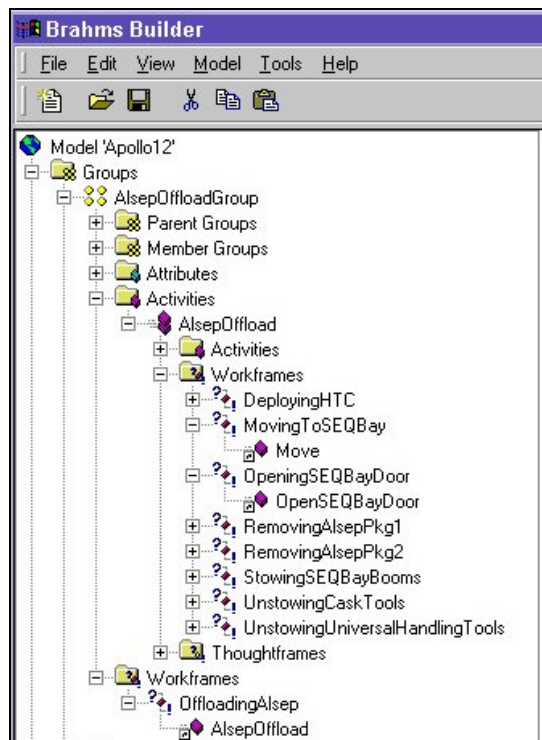 Brahms Builder
File Edit View Model Tools Help
Model 'Apollo12'
Groups
AlsepOffloadGroup
Parent Groups
Member Groups
Attributes
Activities
AlsepOffload
Activities
Workframes
DeployingHTC
MovingToSEQBay
Move
OpeningSEQBayDoor
OpenSEQBayDoor
RemovingAlsepPkg1
RemovingAlsepPkg2
StowingSEQBayBooms
UnstowingCaskTools
UnstowingUniversalHandlingTools
Thoughtframes
Workframes
OffloadingAlsep
AlsepOffload